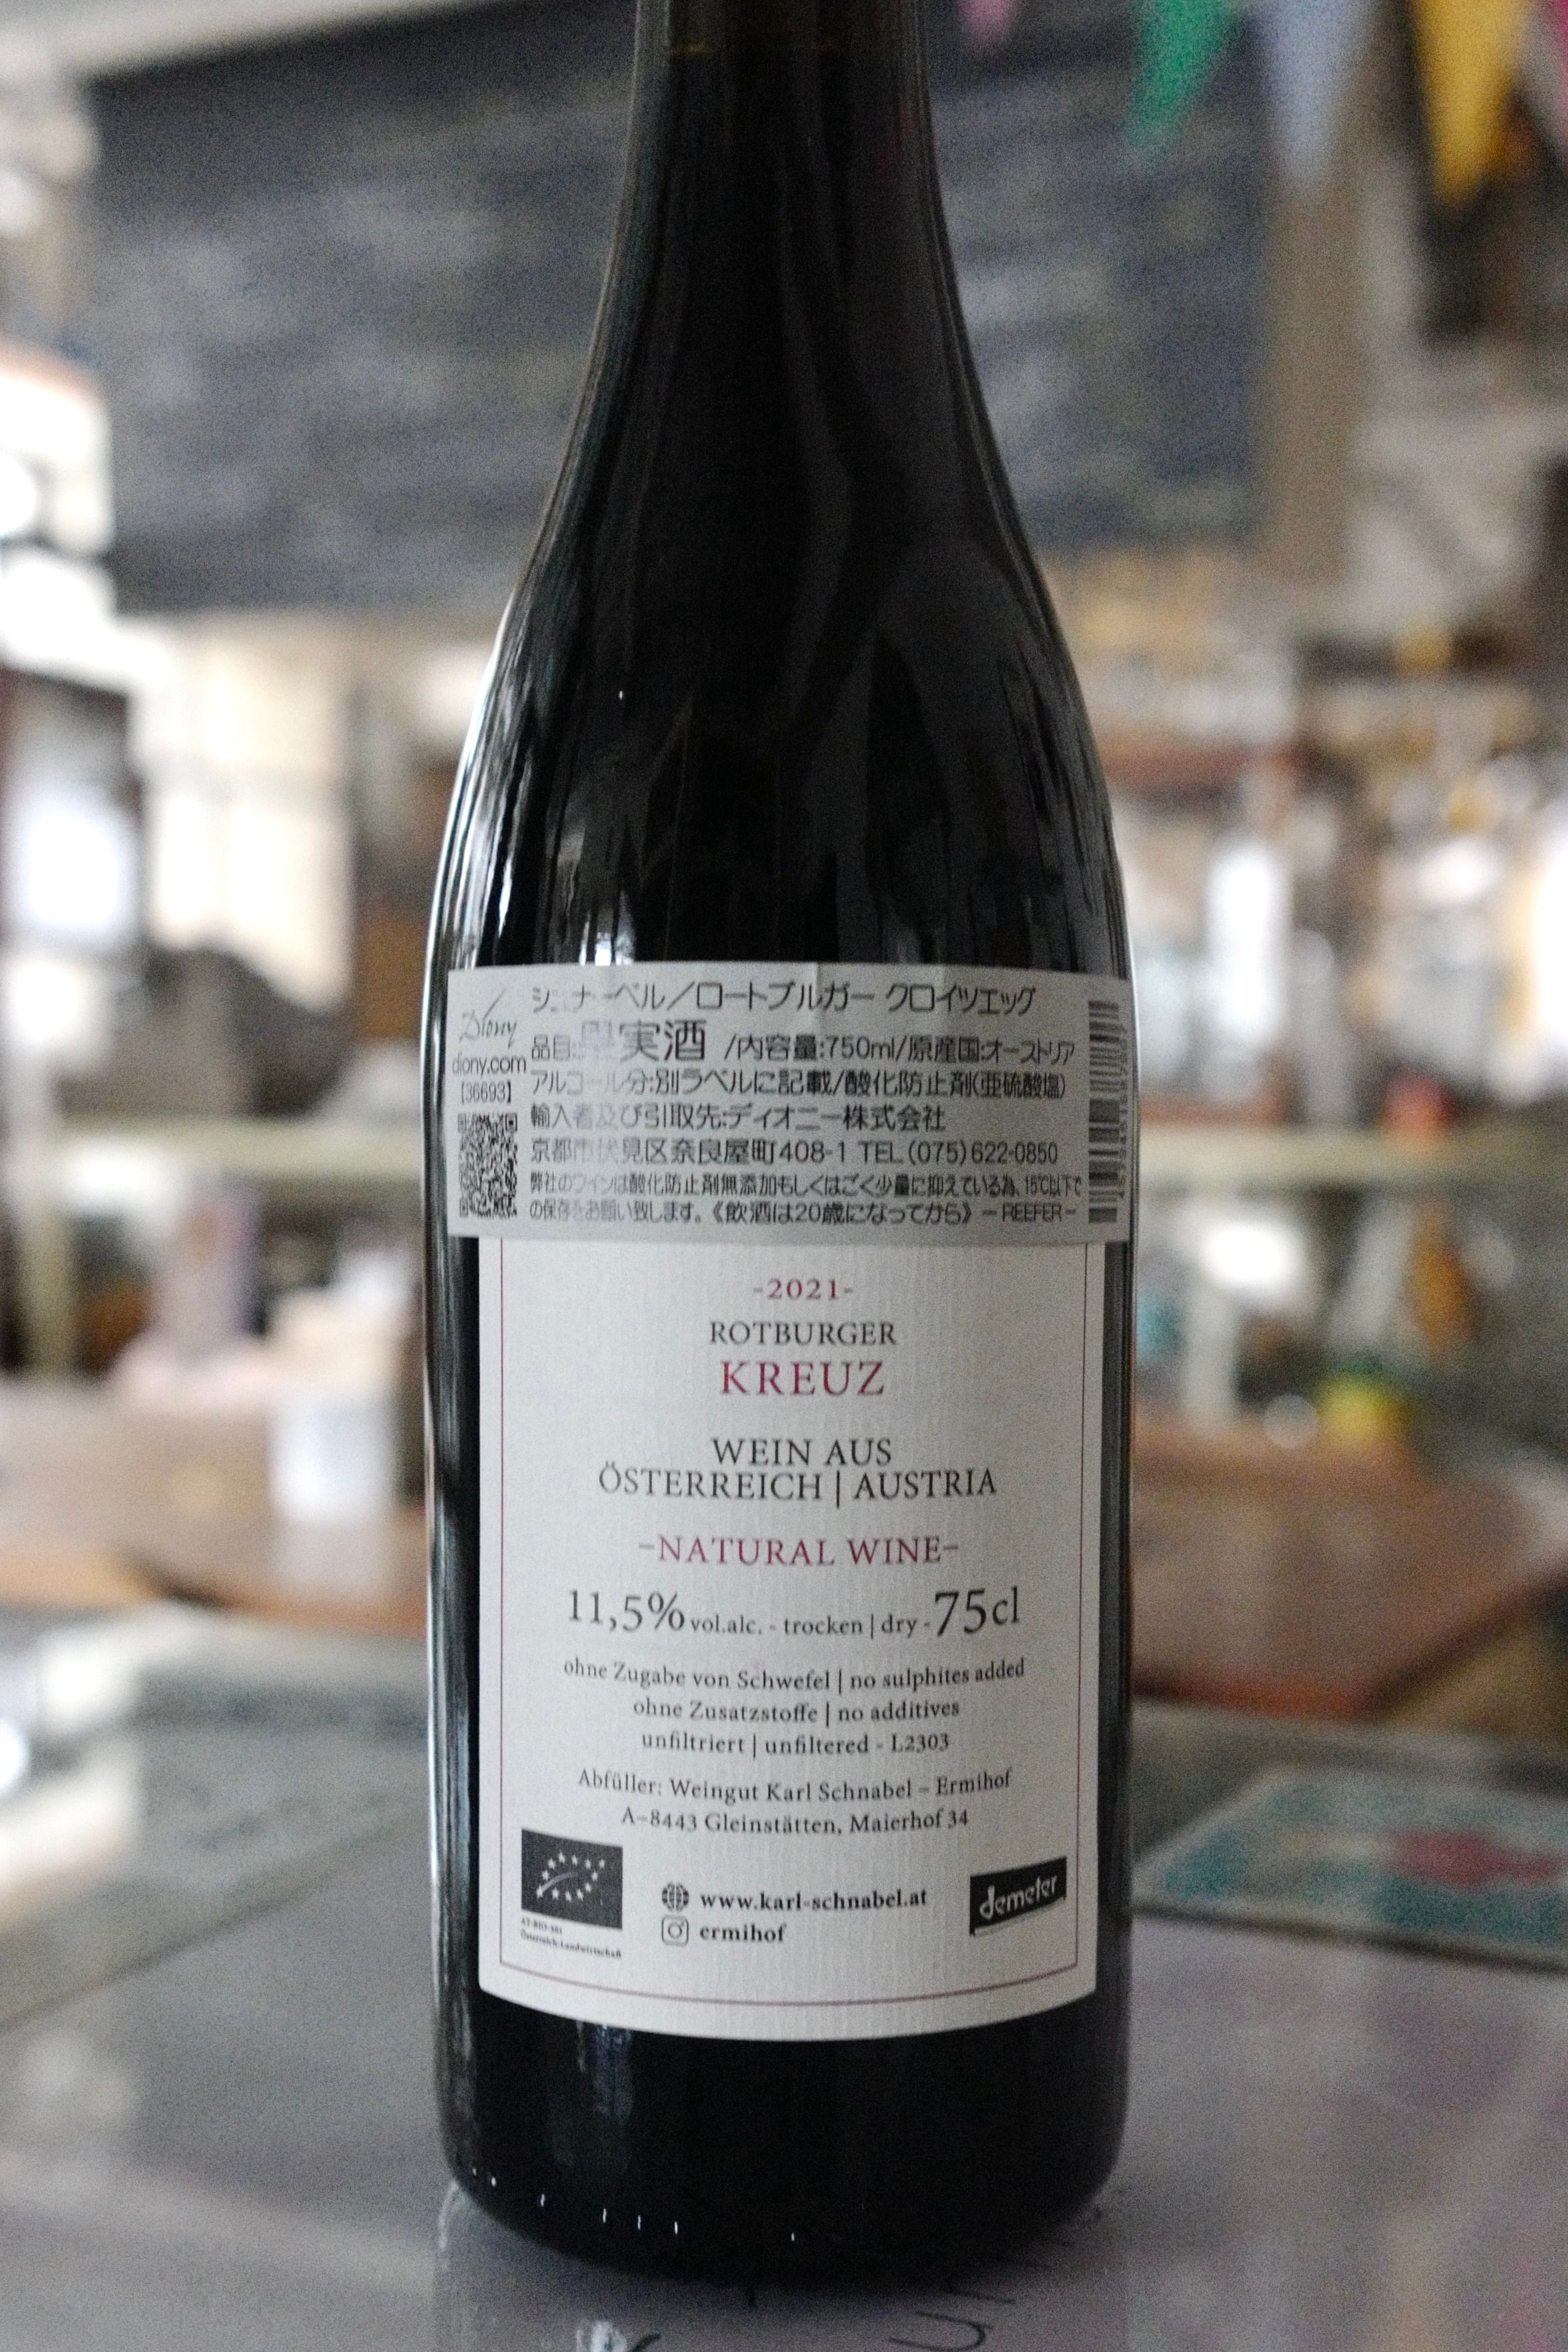 Diony
diony.com
[36693]
シュナーベル／ロートブルガー クロイツエッグ
品目:果実酒 /内容量:750ml/原産国:オーストリア
アルコール分:別ラベルに記載/酸化防止剤(亜硫酸塩)
輸入者及び引取先:ディオニー株式会社
京都市伏見区奈良屋町408-1 TEL(075)622-0850
弊社のワインは酸化防止剤無添加もしくはごく少量に抑えている為、15℃以下で
の保存をお願い致します。《飲酒は20歳になってから》－REEFER－
-2021-
ROTBURGER
KREUZ
WEIN AUS
ÖSTERREICH | AUSTRIA
-NATURAL WINE-
11,5% vol.alc. - trocken | dry - 75cl
ohne Zugabe von Schwefel | no sulphites added
ohne Zusatzstoffe | no additives
unfiltriert | unfiltered - L2303
Abfüller: Weingut Karl Schnabel – Ermihof
A-8443 Gleinstätten, Maierhof 34
www.karl-schnabel.at
ermihof
Österreich-Landwirtschaft
demeter